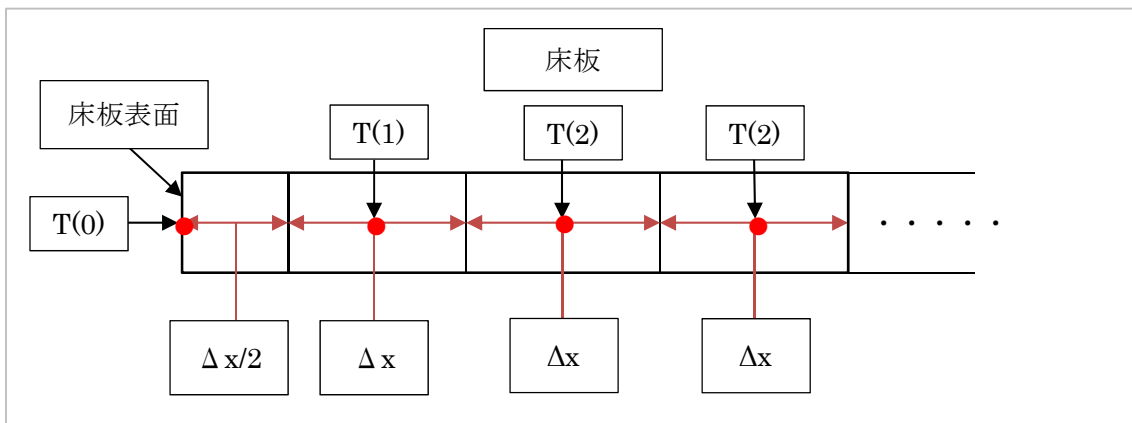 床板
床板表面
T(1)
T(2)
T(2)
T(0)
・・・・・
Δx/2
Δx
Δx
Δx